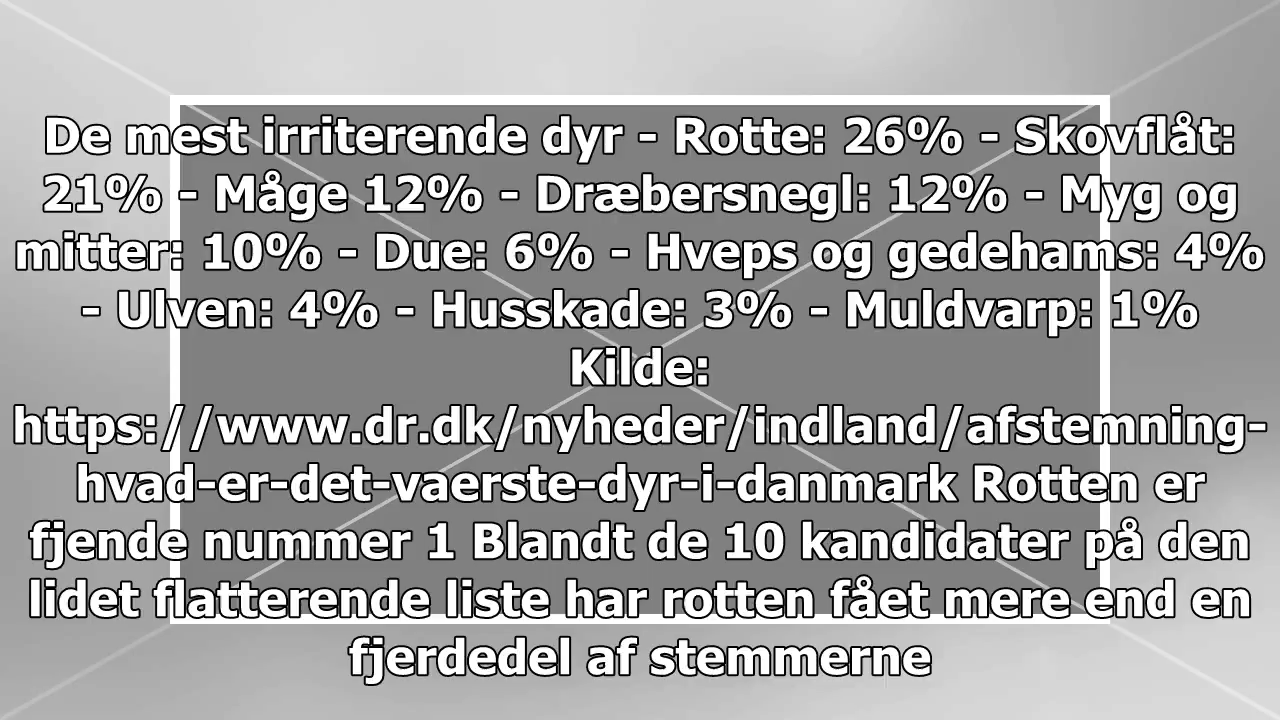 De mest irriterende dyr - Rotte: 26% - Skovflåt:
21% - Måge 12% - Dræbersnegl: 12% - Myg og
mitter: 10% - Due: 6% - Hveps og gedehams: 4%
- Ulven: 4% - Husskade: 3% - Muldvarp: 1%
Kilde:
https://www.dr.dk/nyheder/indland/afstemning-
hvad-er-det-vaerste-dyr-i-danmark Rotten er
fjende nummer 1 Blandt de 10 kandidater på den
lidet flatterende liste har rotten fået mere end en
fjerdedel af stemmerne